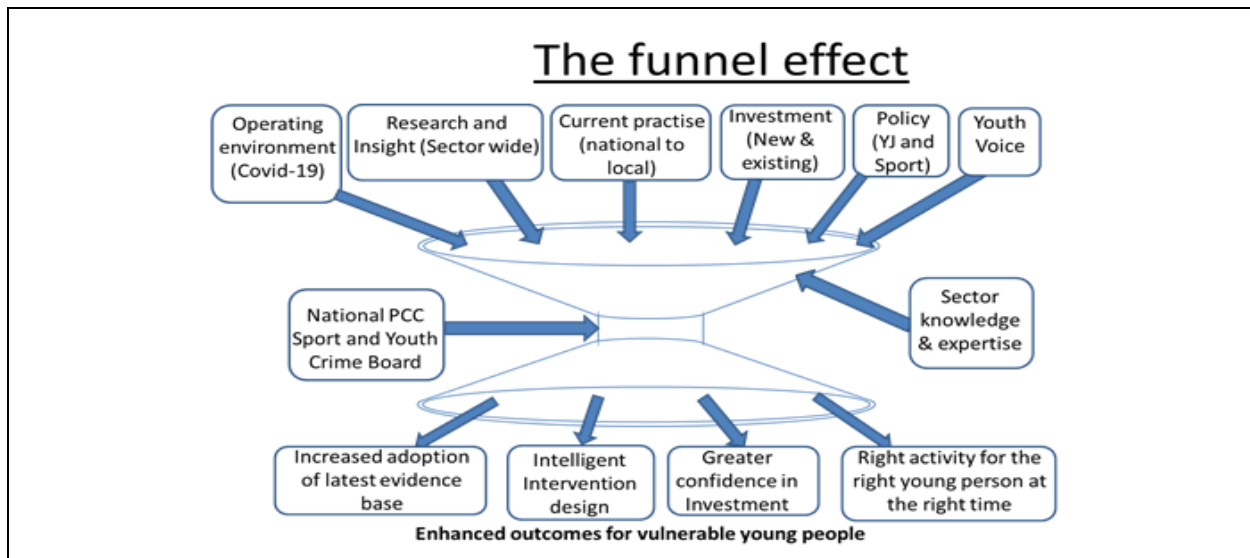 The funnel effect
Operating
environment
(Covid-19)
Research and
Insight (Sector wide)
Current practise
(national to
local)
Investment
(New &
existing)
Policy
(YJ and
Sport)
Youth
Voice
National PCC
Sport and Youth
Crime Board
Sector
knowledge
& expertise
Increased adoption
of latest evidence
base
Intelligent
Intervention
design
Greater
confidence in
Investment
Right activity for the
right young person at
the right time
Enhanced outcomes for vulnerable young people